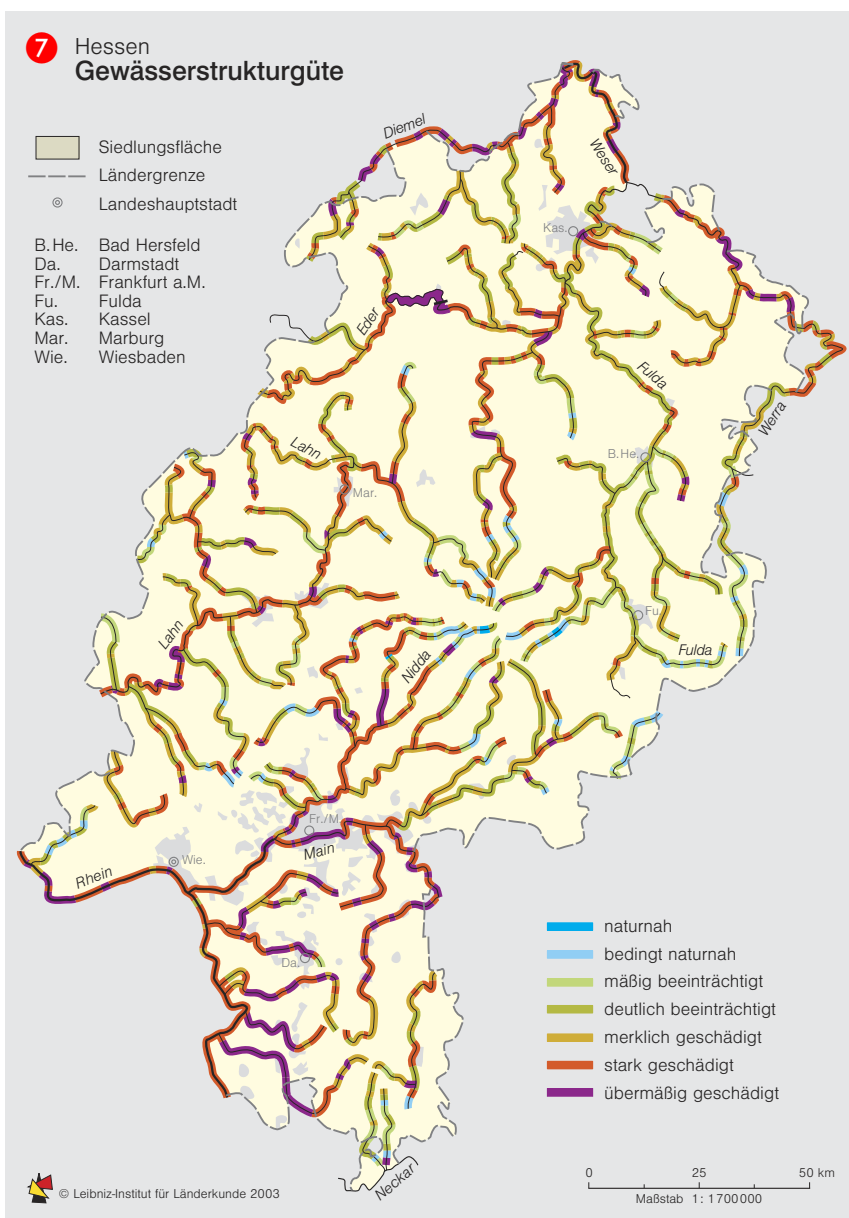 7 Hessen
Gewässerstrukturgüte
Siedlungsfläche
Ländergrenze
Landeshauptstadt
B.He. Bad Hersfeld
Da. Darmstadt
Fr./M. Frankfurt a.M.
Fu. Fulda
Kas. Kassel
Mar. Marburg
Wie. Wiesbaden
Diemel
Weser
Kas.
Eder
Fulda
Werra
Lahn
B.He.
Mar.
Fu.
Lahn
Nidda
Fulda
Fr./M.
Main
Wie.
Rhein
Da.
Neckar
naturnah
bedingt naturnah
mäßig beeinträchtigt
deutlich beeinträchtigt
merklich geschädigt
stark geschädigt
übermäßig geschädigt
0 25 50 km
Maßstab 1: 1700000
© Leibniz-Institut für Länderkunde 2003